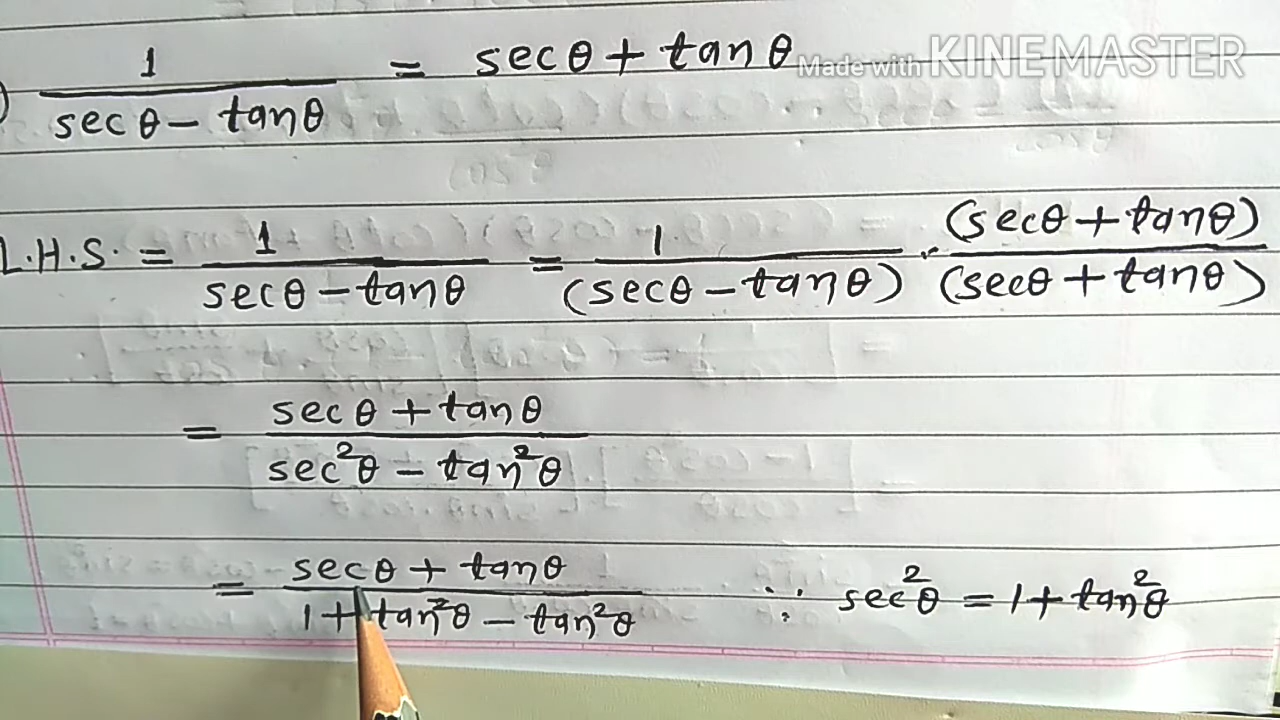 ) 1/(secθ − tanθ) = secθ + tanθ
Made with KINEMASTER
L.H.S. = 1/(secθ − tanθ) = 1/(secθ − tanθ) · (secθ + tanθ)/(secθ + tanθ)
= (secθ + tanθ)/(sec²θ − tan²θ)
= (secθ + tanθ)/(1 + tan²θ − tan²θ) ∵ sec²θ = 1 + tan²θ